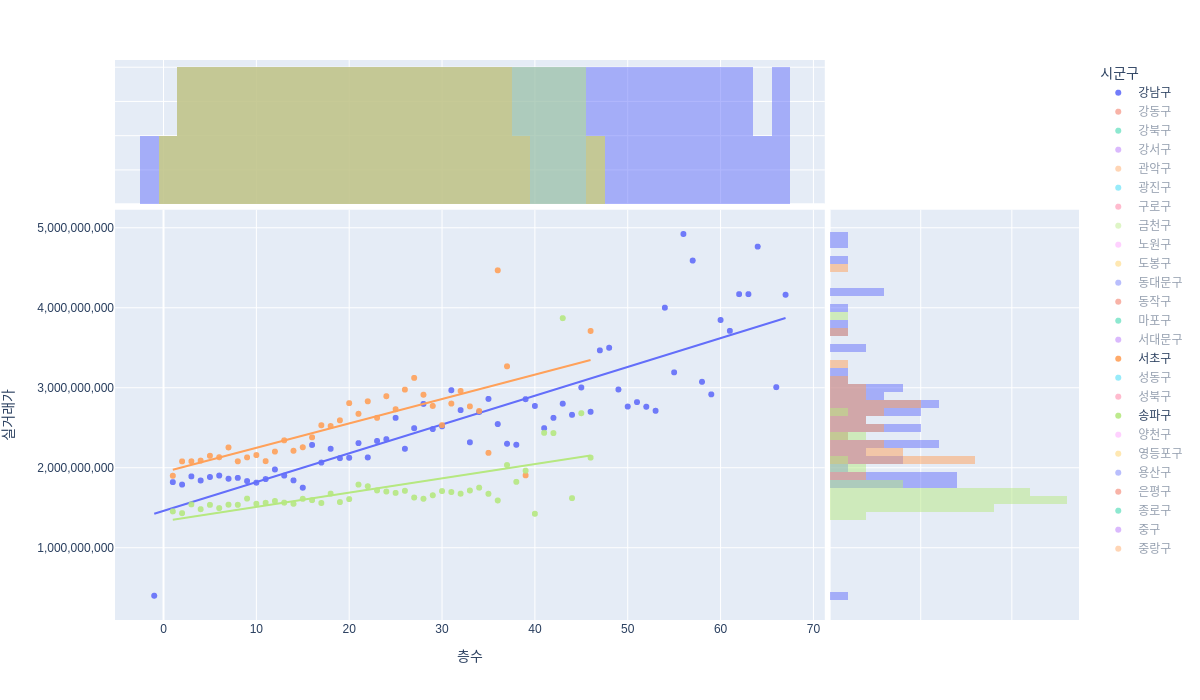 시군구
강남구
강동구
강북구
강서구
관악구
광진구
구로구
금천구
노원구
도봉구
동대문구
동작구
마포구
서대문구
서초구
성동구
성북구
송파구
양천구
영등포구
용산구
은평구
종로구
중구
중랑구
5,000,000,000
4,000,000,000
3,000,000,000
2,000,000,000
1,000,000,000
실거래가
0 10 20 30 40 50 60 70
층수